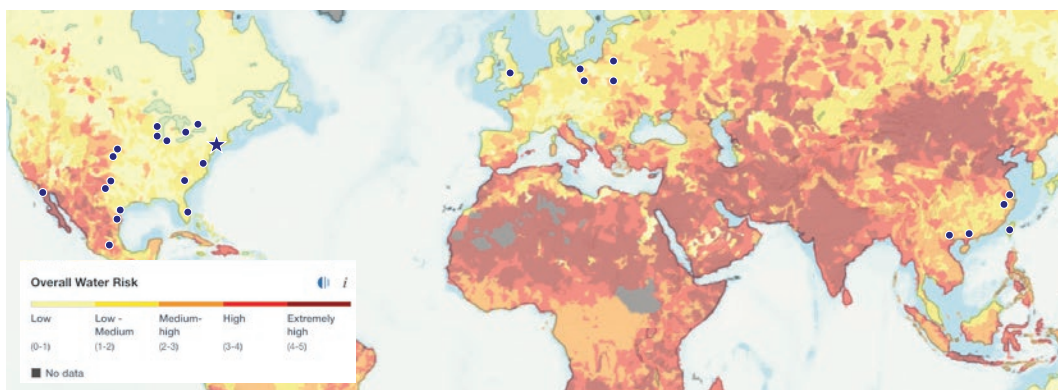 Overall Water Risk i
Low Low - Medium- High Extremely
Medium high high
(0-1) (1-2) (2-3) (3-4) (4-5)
No data